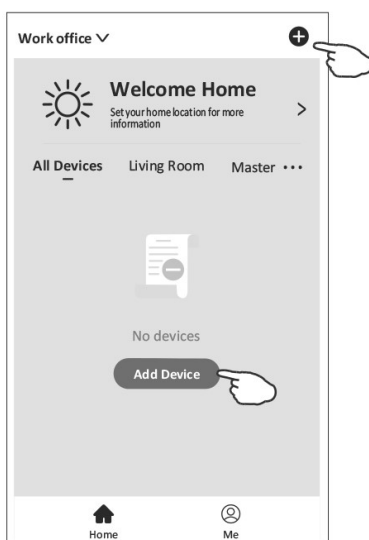 Work office
Welcome Home
Set your home location for more
information
All Devices Living Room Master ...
No devices
Add Device
Home Me